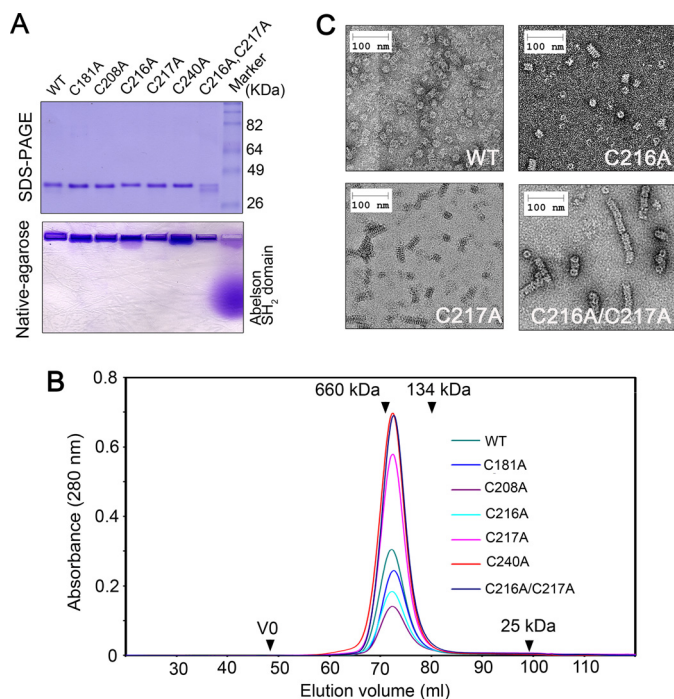 A
WT
C181A
C208A
C216A
C217A
C240A
C216A,C217A
Marker
(KDa)
SDS-PAGE
82
64
49
26
Native-agarose
Abelson
SH2 domain
C
100 nm
WT
100 nm
C216A
100 nm
C217A
100 nm
C216A/C217A
B
0.8
660 kDa
134 kDa
WT
C181A
C208A
C216A
C217A
C240A
C216A/C217A
0.6
0.4
0.2
0
V0
25 kDa
Absorbance (280 nm)
30
40
50
60
70
80
90
100
110
Elution volume (ml)